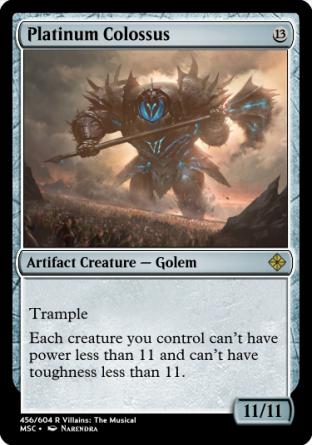 Platinum Colossus 13
Artifact Creature — Golem
Trample
Each creature you control can't have
power less than 11 and can't have
toughness less than 11.
11/11
456/604 R Villains: The Musical
MSC • Narendra